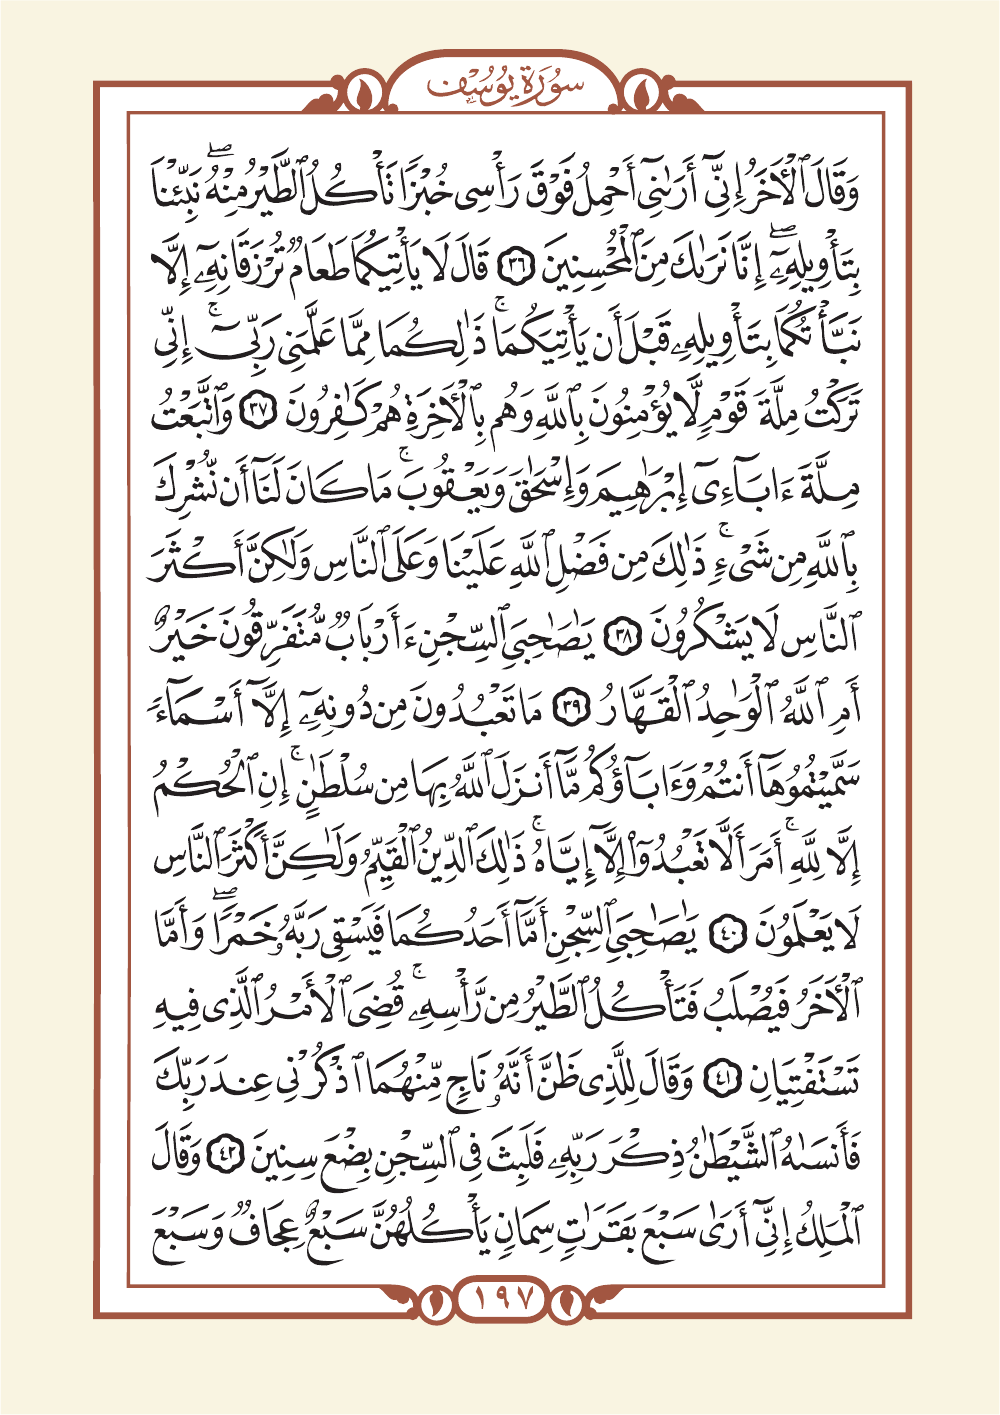 سُورَةُ يُوسُفَ
وَقَالَ ٱلْأٓخَرُ إِنِّىٓ أَرَىٰنِىٓ أَحْمِلُ فَوْقَ رَأْسِى خُبْزًا تَأْكُلُ ٱلطَّيْرُ مِنْهُۖ نَبِّئْنَا
بِتَأْوِيلِهِۦٓۖ إِنَّا نَرَىٰكَ مِنَ ٱلْمُحْسِنِينَ ٣٦ قَالَ لَا يَأْتِيكُمَا طَعَامٌ تُرْزَقَانِهِۦٓ إِلَّا
نَبَّأْتُكُمَا بِتَأْوِيلِهِۦ قَبْلَ أَن يَأْتِيَكُمَاۚ ذَٰلِكُمَا مِمَّا عَلَّمَنِى رَبِّىٓۚ إِنِّى
تَرَكْتُ مِلَّةَ قَوْمٍ لَّا يُؤْمِنُونَ بِٱللَّهِ وَهُم بِٱلْأٓخِرَةِ هُمْ كَٰفِرُونَ ٣٧ وَٱتَّبَعْتُ
مِلَّةَ ءَابَآءِىٓ إِبْرَٰهِيمَ وَإِسْحَٰقَ وَيَعْقُوبَۚ مَا كَانَ لَنَآ أَن نُّشْرِكَ
بِٱللَّهِ مِن شَىْءٍۚ ذَٰلِكَ مِن فَضْلِ ٱللَّهِ عَلَيْنَا وَعَلَى ٱلنَّاسِ وَلَٰكِنَّ أَكْثَرَ
ٱلنَّاسِ لَا يَشْكُرُونَ ٣٨ يَٰصَٰحِبَىِ ٱلسِّجْنِ ءَأَرْبَابٌ مُّتَفَرِّقُونَ خَيْرٌ
أَمِ ٱللَّهُ ٱلْوَٰحِدُ ٱلْقَهَّارُ ٣٩ مَا تَعْبُدُونَ مِن دُونِهِۦٓ إِلَّآ أَسْمَآءً
سَمَّيْتُمُوهَآ أَنتُمْ وَءَابَآؤُكُم مَّآ أَنزَلَ ٱللَّهُ بِهَا مِن سُلْطَٰنٍۚ إِنِ ٱلْحُكْمُ
إِلَّا لِلَّهِۚ أَمَرَ أَلَّا تَعْبُدُوٓا۟ إِلَّآ إِيَّاهُۚ ذَٰلِكَ ٱلدِّينُ ٱلْقَيِّمُ وَلَٰكِنَّ أَكْثَرَ ٱلنَّاسِ
لَا يَعْلَمُونَ ٤٠ يَٰصَٰحِبَىِ ٱلسِّجْنِ أَمَّآ أَحَدُكُمَا فَيَسْقِى رَبَّهُۥ خَمْرًاۖ وَأَمَّا
ٱلْأٓخَرُ فَيُصْلَبُ فَتَأْكُلُ ٱلطَّيْرُ مِن رَّأْسِهِۦۚ قُضِىَ ٱلْأَمْرُ ٱلَّذِى فِيهِ
تَسْتَفْتِيَانِ ٤١ وَقَالَ لِلَّذِى ظَنَّ أَنَّهُۥ نَاجٍ مِّنْهُمَا ٱذْكُرْنِى عِندَ رَبِّكَ
فَأَنسَىٰهُ ٱلشَّيْطَٰنُ ذِكْرَ رَبِّهِۦ فَلَبِثَ فِى ٱلسِّجْنِ بِضْعَ سِنِينَ ٤٢ وَقَالَ
ٱلْمَلِكُ إِنِّىٓ أَرَىٰ سَبْعَ بَقَرَٰتٍ سِمَانٍ يَأْكُلُهُنَّ سَبْعٌ عِجَافٌ وَسَبْعَ
١٩٧